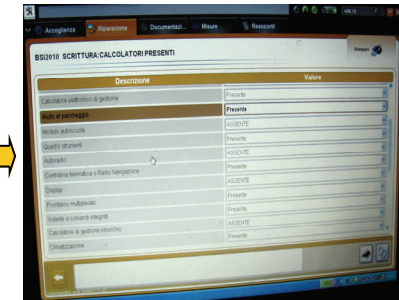 Accoglienza Riparazione Documentazi... Misure Resoconti
BSI2010 SCRITTURA:CALCOLATORI PRESENTI
Descrizione Valore
Calcolatore elettronico di gestione Presente
Aiuto al parcheggio Presente
Modulo autoscuola ASSENTE
Quadro strumenti Presente
Autoradio ASSENTE
Centralina telematica o Radio Navigazione Presente
Display ASSENTE
Frontalino multiplexato Presente
Volante a comandi integrati Presente
Calcolatore di gestione rimorchio ASSENTE
Climatizzazione Presente